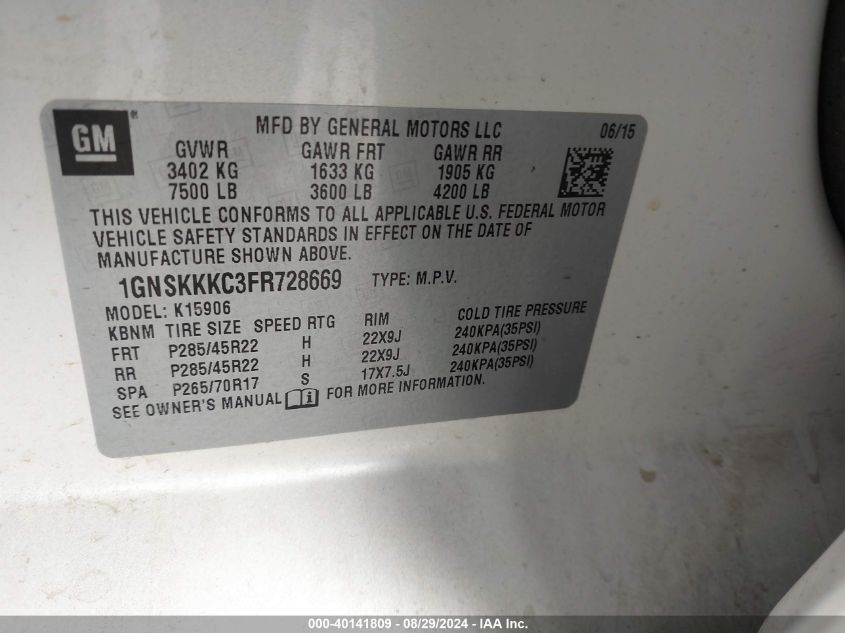 GM
MFD BY GENERAL MOTORS LLC 06/15
GVWR GAWR FRT GAWR RR
3402 KG 1633 KG 1905 KG
7500 LB 3600 LB 4200 LB
THIS VEHICLE CONFORMS TO ALL APPLICABLE U.S. FEDERAL MOTOR
VEHICLE SAFETY STANDARDS IN EFFECT ON THE DATE OF
MANUFACTURE SHOWN ABOVE.
1GNSKKKC3FR728669 TYPE: M.P.V.
MODEL: K15906
KBNM TIRE SIZE SPEED RTG RIM COLD TIRE PRESSURE
FRT P285/45R22 H 22X9J 240KPA(35PSI)
RR P285/45R22 H 22X9J 240KPA(35PSI)
SPA P265/70R17 S 17X7.5J 240KPA(35PSI)
SEE OWNER'S MANUAL FOR MORE INFORMATION.
000-40141809 - 08/29/2024 - IAA Inc.